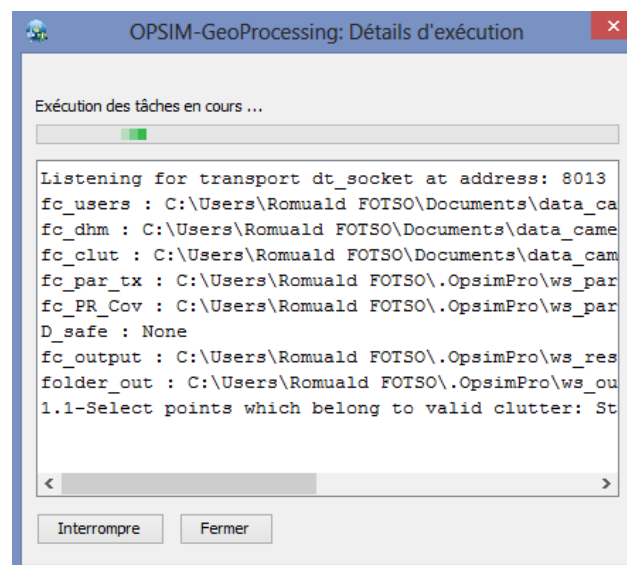 OPSIM-GeoProcessing: Détails d'exécution
Exécution des tâches en cours ...
Listening for transport dt_socket at address: 8013
fc_users : C:\Users\Romuald FOTSO\Documents\data_ca
fc_dhm : C:\Users\Romuald FOTSO\Documents\data_came
fc_clut : C:\Users\Romuald FOTSO\Documents\data_cam
fc_par_tx : C:\Users\Romuald FOTSO\.OpsimPro\ws_par
fc_PR_Cov : C:\Users\Romuald FOTSO\.OpsimPro\ws_par
D_safe : None
fc_output : C:\Users\Romuald FOTSO\.OpsimPro\ws_res
folder_out : C:\Users\Romuald FOTSO\.OpsimPro\ws_ou
1.1-Select points which belong to valid clutter: St
Interrompre Fermer